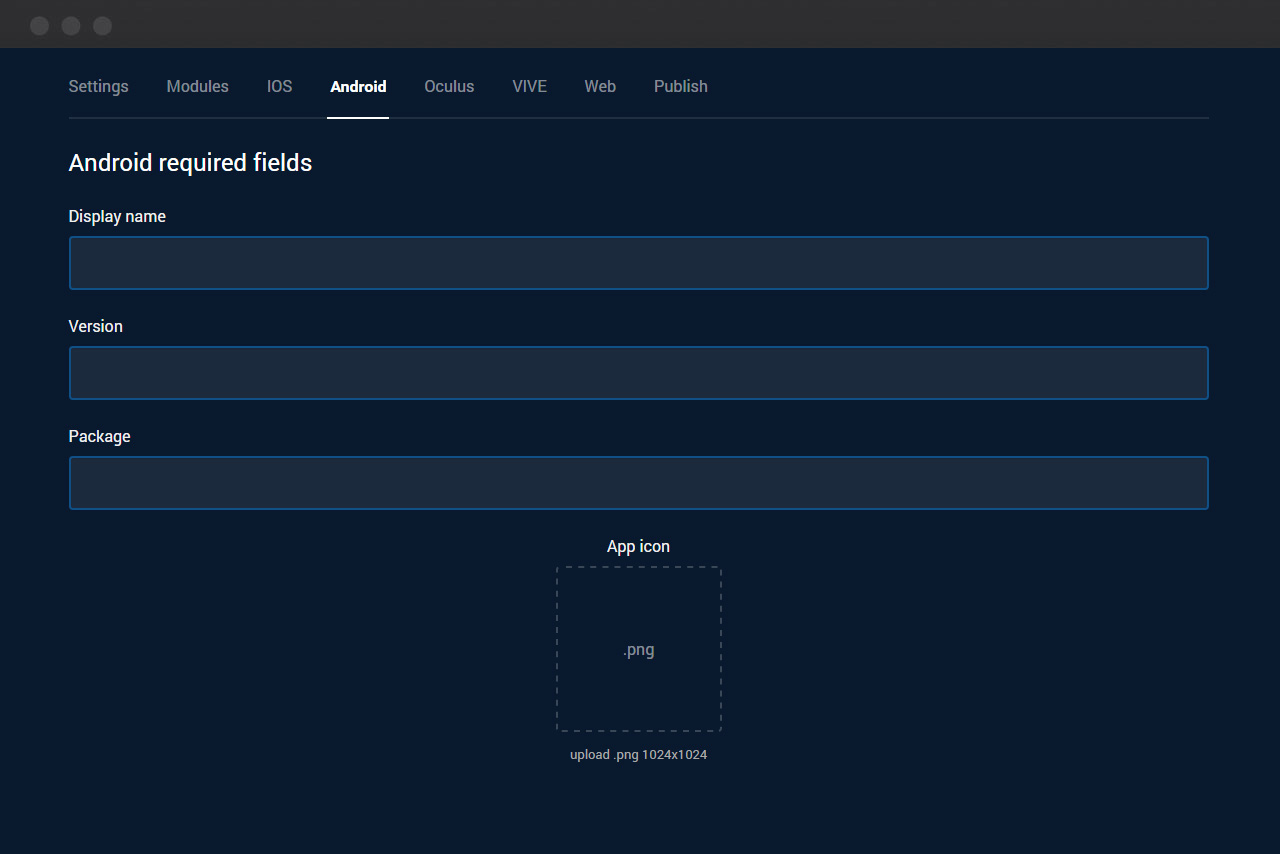 Settings Modules IOS Android Oculus VIVE Web Publish
Android required fields
Display name
Version
Package
App icon
.png
upload .png 1024x1024